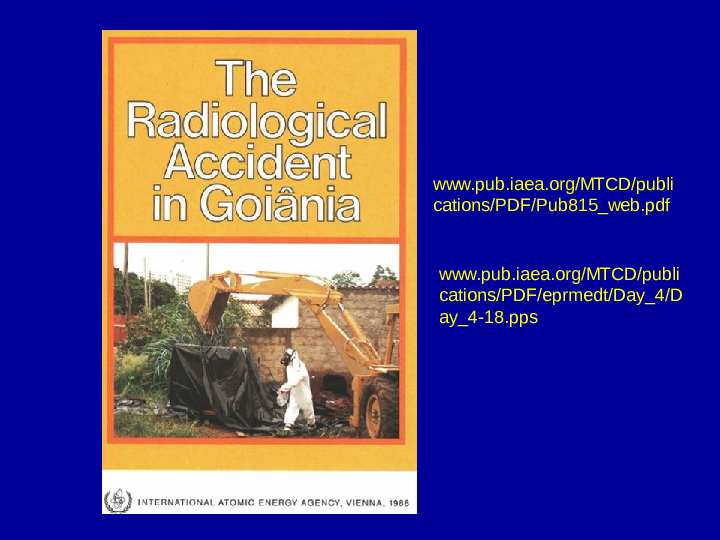 The
Radiological
Accident
in Goiânia
INTERNATIONAL ATOMIC ENERGY AGENCY, VIENNA, 1988
www.pub.iaea.org/MTCD/publi
cations/PDF/Pub815_web.pdf
www.pub.iaea.org/MTCD/publi
cations/PDF/eprmedt/Day_4/D
ay_4-18.pps